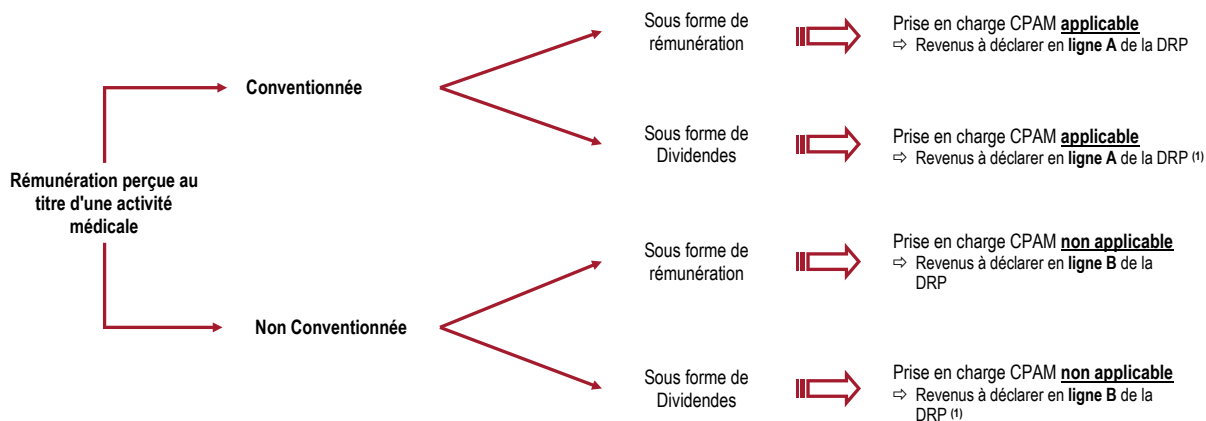 Rémunération perçue au
titre d'une activité
médicale
Conventionnée
Sous forme de
rémunération
Prise en charge CPAM applicable
⇨ Revenus à déclarer en ligne A de la DRP
Sous forme de
Dividendes
Prise en charge CPAM applicable
⇨ Revenus à déclarer en ligne A de la DRP (1)
Non Conventionnée
Sous forme de
rémunération
Prise en charge CPAM non applicable
⇨ Revenus à déclarer en ligne B de la
DRP
Sous forme de
Dividendes
Prise en charge CPAM non applicable
⇨ Revenus à déclarer en ligne B de la
DRP (1)